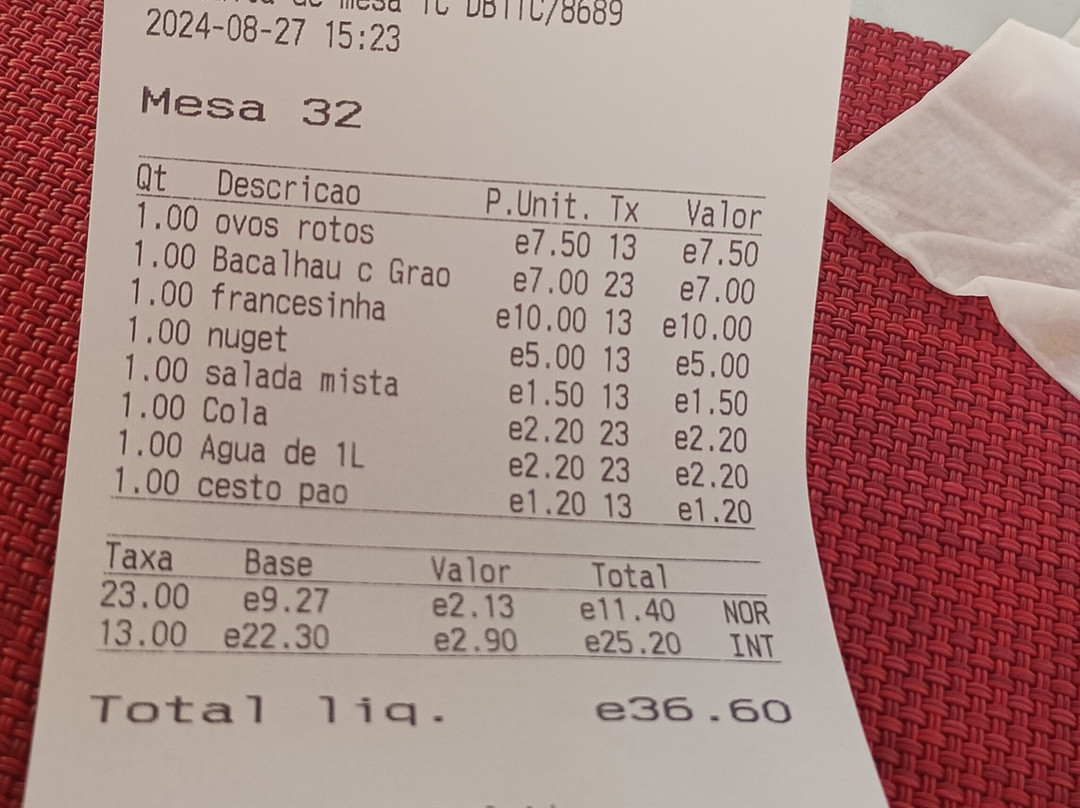 de mesa TC DBTTC/8689
2024-08-27 15:23
Mesa 32
Qt Descricao P.Unit. Tx Valor
1.00 ovos rotos e7.50 13 e7.50
1.00 Bacalhau c Grao e7.00 23 e7.00
1.00 francesinha e10.00 13 e10.00
1.00 nuget e5.00 13 e5.00
1.00 salada mista e1.50 13 e1.50
1.00 Cola e2.20 23 e2.20
1.00 Agua de 1L e2.20 23 e2.20
1.00 cesto pao e1.20 13 e1.20
Taxa Base Valor Total
23.00 e9.27 e2.13 e11.40 NOR
13.00 e22.30 e2.90 e25.20 INT
Total liq. e36.60